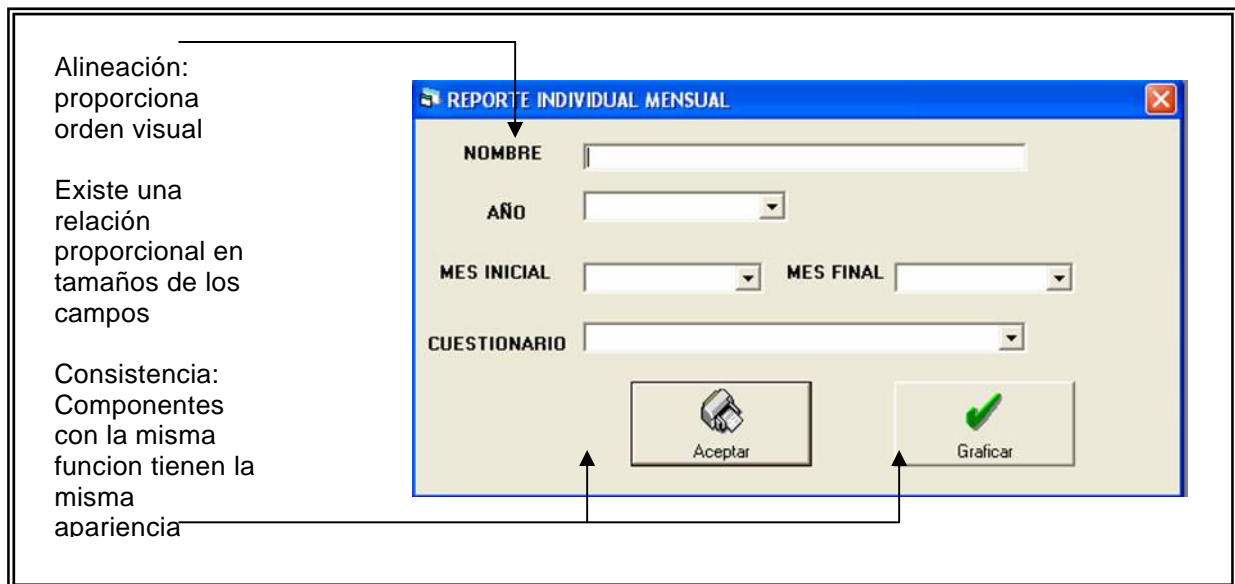 Alineación:
proporciona
orden visual
Existe una
relación
proporcional en
tamaños de los
campos
Consistencia:
Componentes
con la misma
funcion tienen la
misma
apariencia
REPORTE INDIVIDUAL MENSUAL
NOMBRE
AÑO
MES INICIAL MES FINAL
CUESTIONARIO
Aceptar Graficar